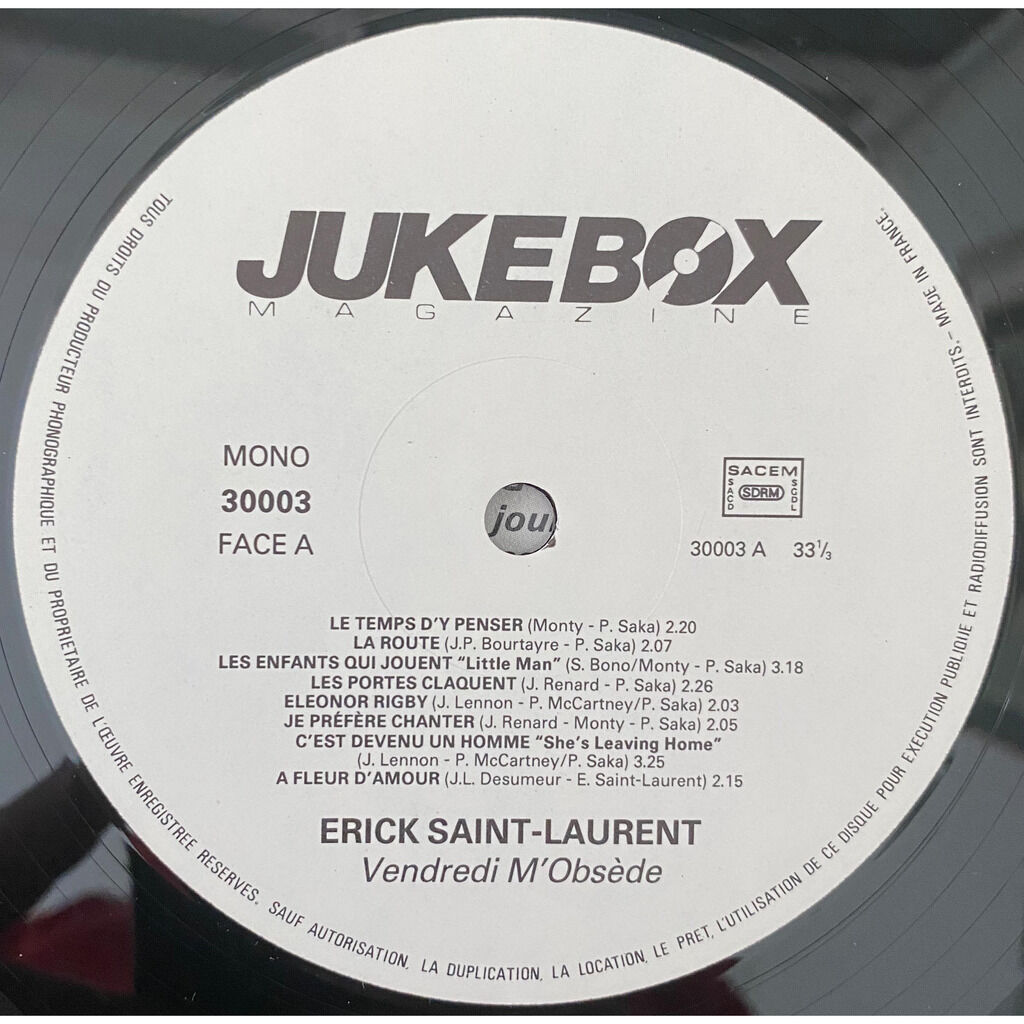 JUKEBOX
MAGAZINE
MONO
30003
FACE A
SACEM
SACD
SDRM
SGDL
30003 A 33⅓
jou
LE TEMPS D'Y PENSER (Monty - P. Saka) 2.20
LA ROUTE (J.P. Bourtayre - P. Saka) 2.07
LES ENFANTS QUI JOUENT "Little Man" (S. Bono/Monty - P. Saka) 3.18
LES PORTES CLAQUENT (J. Renard - P. Saka) 2.26
ELEONOR RIGBY (J. Lennon - P. McCartney/P. Saka) 2.03
JE PRÉFÈRE CHANTER (J. Renard - Monty - P. Saka) 2.05
C'EST DEVENU UN HOMME "She's Leaving Home"
(J. Lennon - P. McCartney/P. Saka) 3.25
A FLEUR D'AMOUR (J.L. Desumeur - E. Saint-Laurent) 2.15
ERICK SAINT-LAURENT
Vendredi M'Obsède
TOUS DROITS DU PRODUCTEUR PHONOGRAPHIQUE ET DU PROPRIETAIRE DE L'ŒUVRE ENREGISTREE RESERVES. SAUF AUTORISATION, LA DUPLICATION, LA LOCATION, LE PRET, L'UTILISATION DE CE DISQUE POUR EXECUTION PUBLIQUE ET RADIODIFFUSION SONT INTERDITS. - MADE IN FRANCE.